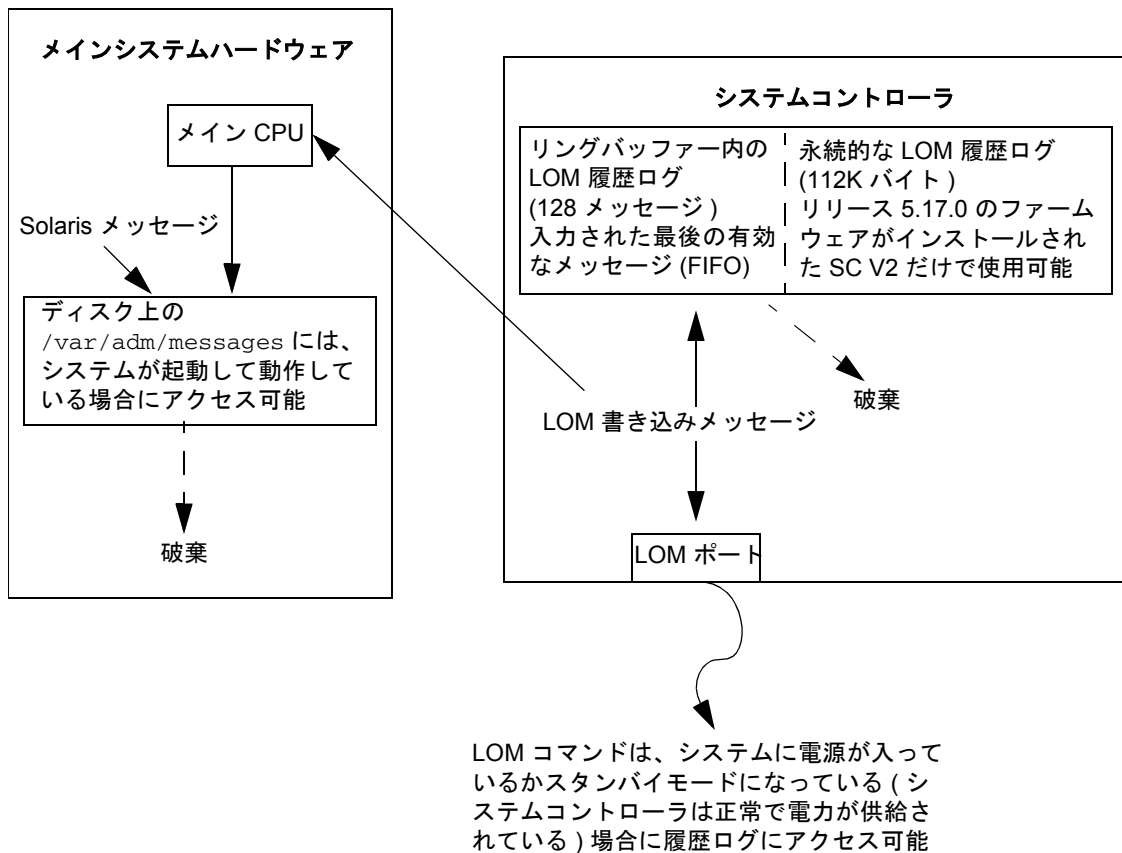 メインシステムハードウェア
メイン CPU
Solaris メッセージ
ディスク上の
/var/adm/messages には、
システムが起動して動作して
いる場合にアクセス可能
破棄
システムコントローラ
リングバッファー内の
LOM 履歴ログ
(128 メッセージ )
入力された最後の有効
なメッセージ (FIFO)
永続的な LOM 履歴ログ
(112K バイト )
リリース 5.17.0 のファーム
ウェアがインストールされ
た SC V2 だけで使用可能
破棄
LOM 書き込みメッセージ
LOM ポート
LOM コマンドは、システムに電源が入って
いるかスタンバイモードになっている ( シ
ステムコントローラは正常で電力が供給さ
れている ) 場合に履歴ログにアクセス可能